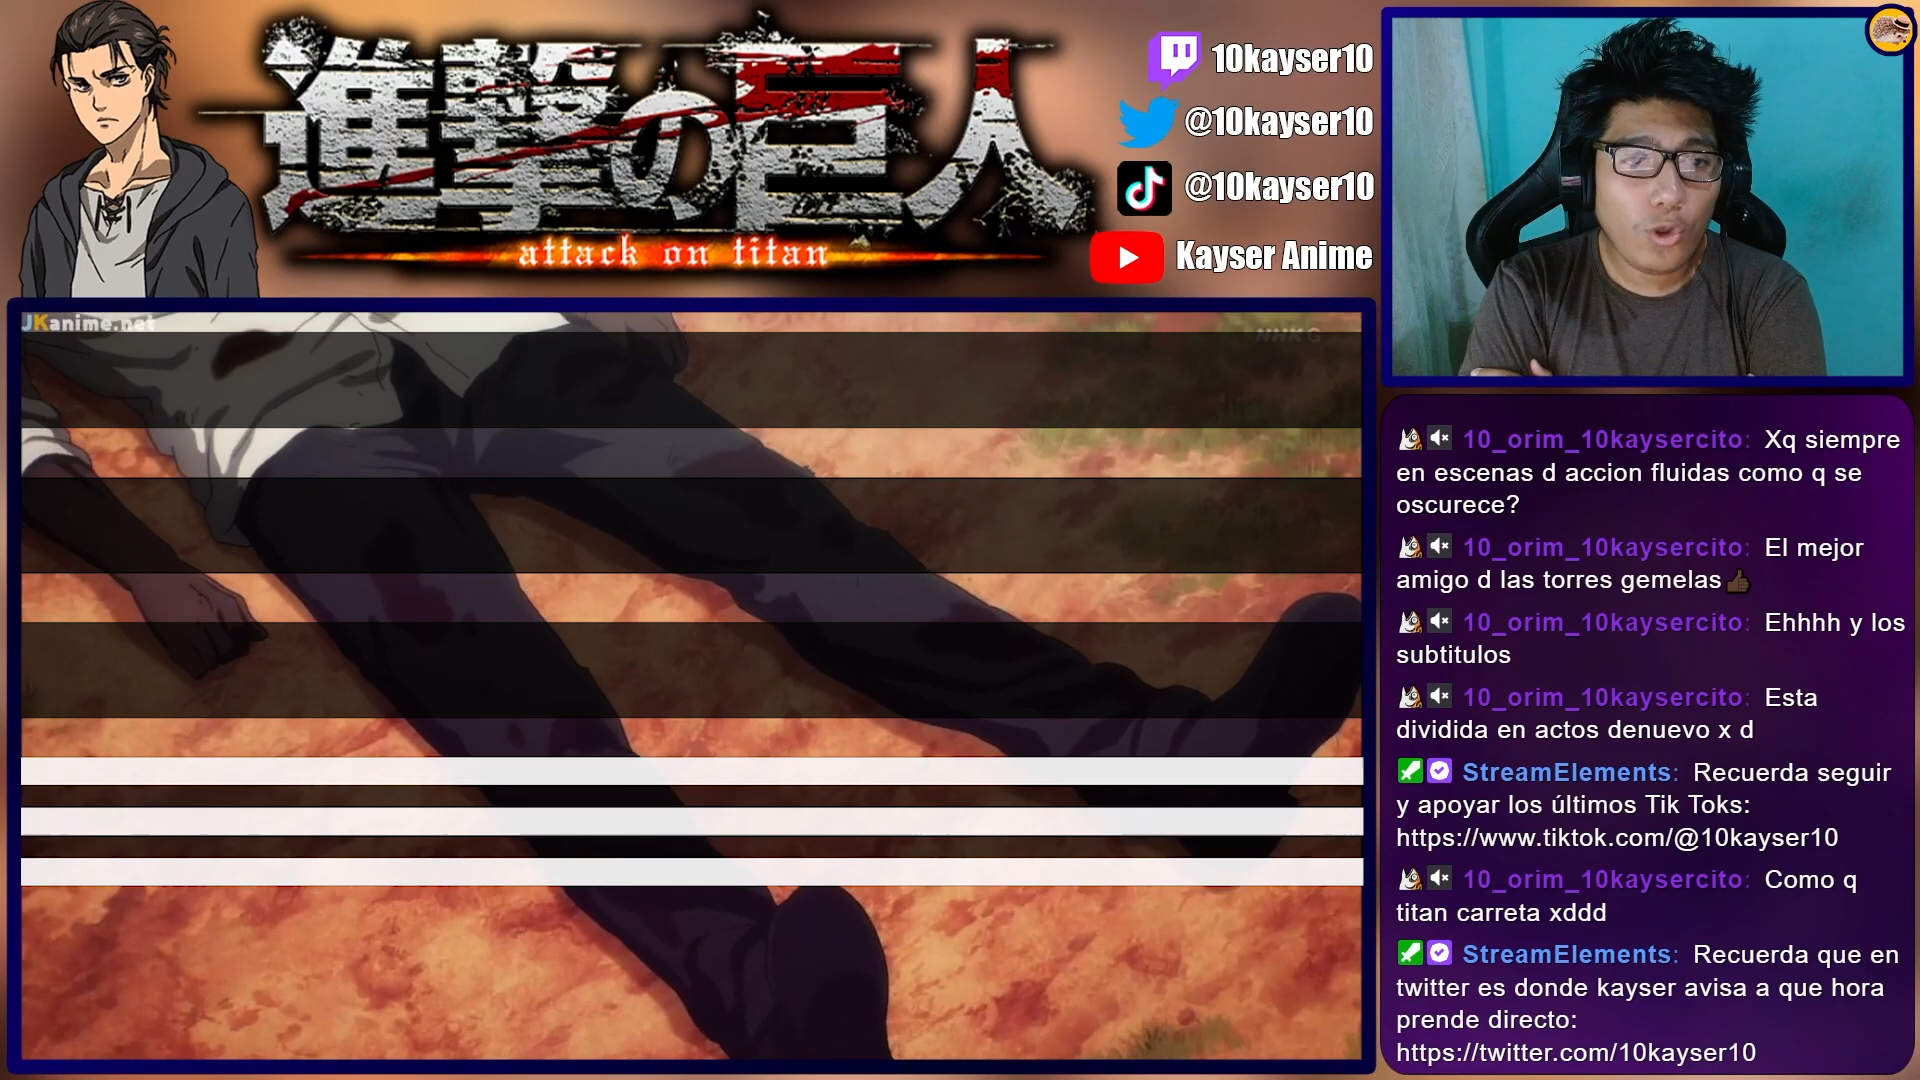 進撃の巨人
attack on titan
10kayser10
@10kayser10
@10kayser10
Kayser Anime
JKanime.net
NHK G
10_orim_10kaysercito: Xq siempre
en escenas d accion fluidas como q se
oscurece?
10_orim_10kaysercito: El mejor
amigo d las torres gemelas👍🏿
10_orim_10kaysercito: Ehhhh y los
subtitulos
10_orim_10kaysercito: Esta
dividida en actos denuevo x d
StreamElements: Recuerda seguir
y apoyar los últimos Tik Toks:
https://www.tiktok.com/@10kayser10
10_orim_10kaysercito: Como q
titan carreta xddd
StreamElements: Recuerda que en
twitter es donde kayser avisa a que hora
prende directo:
https://twitter.com/10kayser10